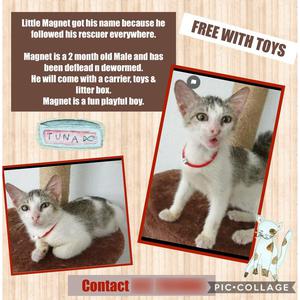 Little Magnet got his name because he
followed his rescuer everywhere.
Magnet is a 2 month old Male and has
been deflead n dewormed.
He will come with a carrier, toys &
litter box.
Magnet is a fun playful boy.
FREE WITH TOYS
TUNA
Contact
PIC•COLLAGE